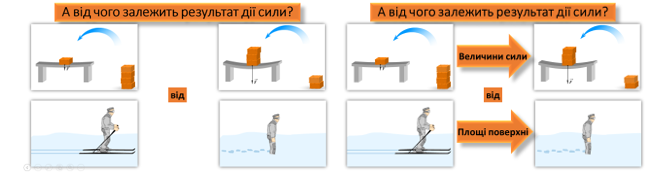 А від чого залежить результат дії сили?
від
А від чого залежить результат дії сили?
Величини сили
від
Площі поверхні